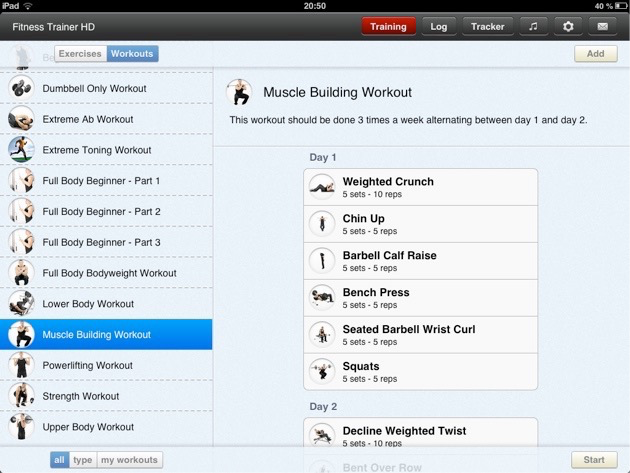 iPad 20:50 40 %
Fitness Trainer HD Training Log Tracker
Exercises Workouts Add
Dumbbell Only Workout
Extreme Ab Workout
Extreme Toning Workout
Full Body Beginner - Part 1
Full Body Beginner - Part 2
Full Body Beginner - Part 3
Full Body Bodyweight Workout
Lower Body Workout
Muscle Building Workout
Powerlifting Workout
Strength Workout
Upper Body Workout
all type my workouts
Muscle Building Workout
This workout should be done 3 times a week alternating between day 1 and day 2.
Day 1
Weighted Crunch
5 sets - 10 reps
Chin Up
5 sets - 5 reps
Barbell Calf Raise
5 sets - 5 reps
Bench Press
5 sets - 5 reps
Seated Barbell Wrist Curl
5 sets - 5 reps
Squats
5 sets - 5 reps
Day 2
Decline Weighted Twist
5 sets - 10 reps
Bent Over Row
Start